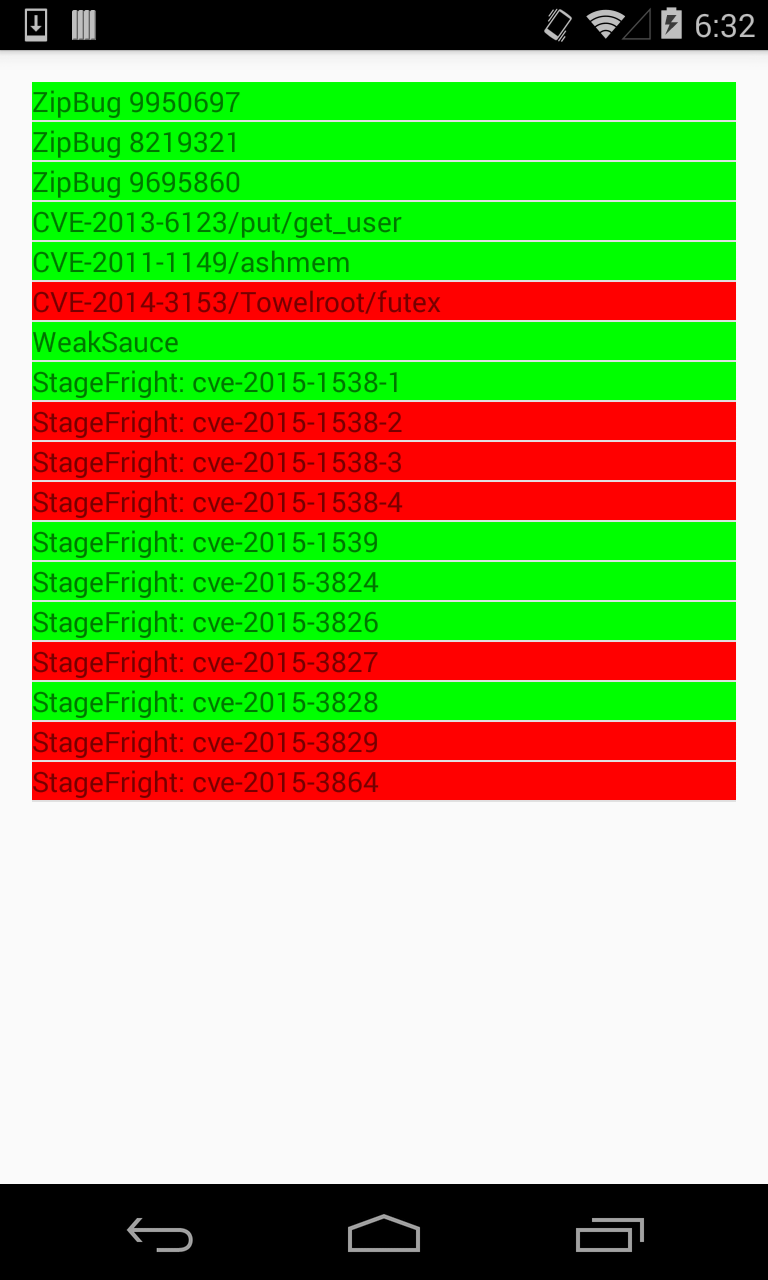 6:32
ZipBug 9950697
ZipBug 8219321
ZipBug 9695860
CVE-2013-6123/put/get_user
CVE-2011-1149/ashmem
CVE-2014-3153/Towelroot/futex
WeakSauce
StageFright: cve-2015-1538-1
StageFright: cve-2015-1538-2
StageFright: cve-2015-1538-3
StageFright: cve-2015-1538-4
StageFright: cve-2015-1539
StageFright: cve-2015-3824
StageFright: cve-2015-3826
StageFright: cve-2015-3827
StageFright: cve-2015-3828
StageFright: cve-2015-3829
StageFright: cve-2015-3864